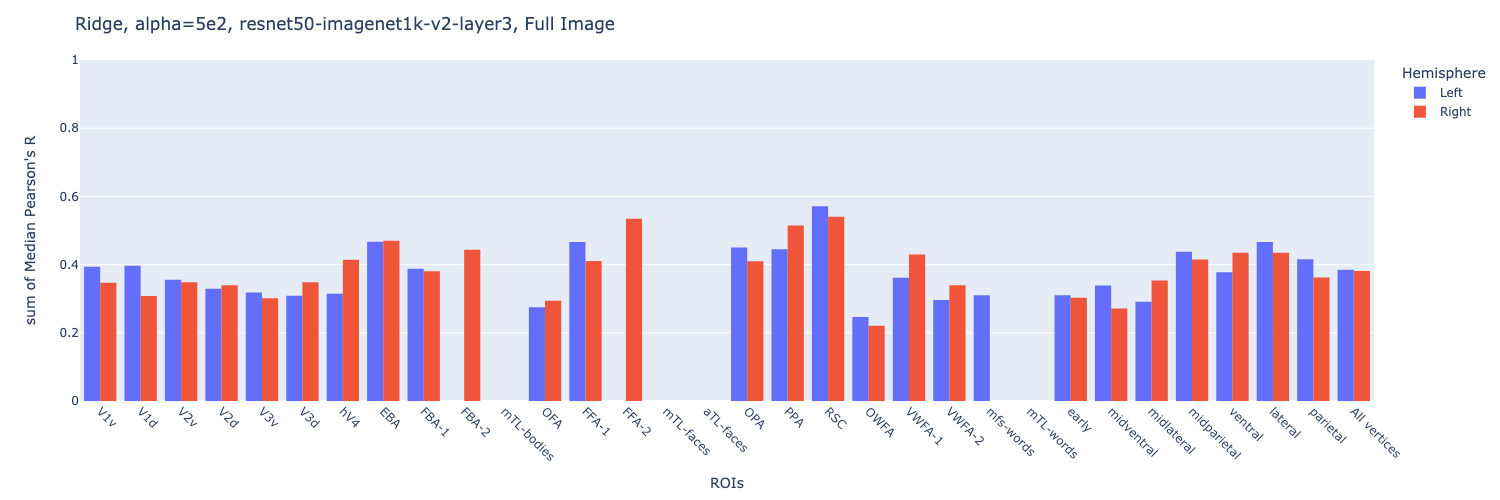 Ridge, alpha=5e2, resnet50-imagenet1k-v2-layer3, Full Image
Hemisphere
Left
Right
sum of Median Pearson's R
1
0.8
0.6
0.4
0.2
0
V1v
V1d
V2v
V2d
V3v
V3d
hV4
EBA
FBA-1
FBA-2
mTL-bodies
OFA
FFA-1
FFA-2
mTL-faces
aTL-faces
OPA
PPA
RSC
OWFA
VWFA-1
VWFA-2
mfs-words
mTL-words
early
midventral
midlateral
midparietal
ventral
lateral
parietal
All vertices
ROIs